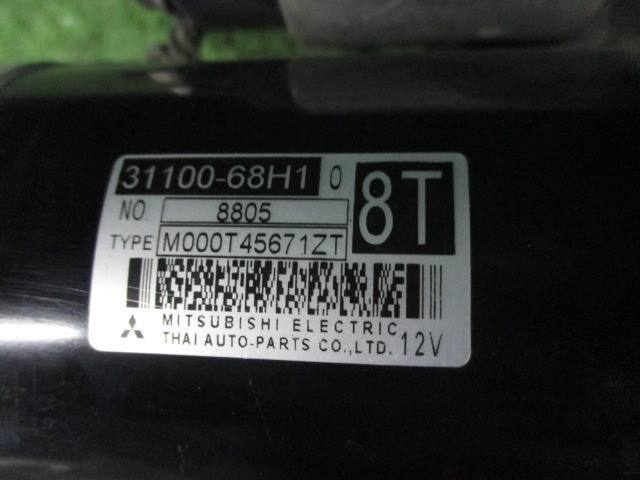 31100-68H1 0
8T
NO. 8805
TYPE M000T45671ZT
MITSUBISHI ELECTRIC
THAI AUTO-PARTS CO.,LTD. 12V